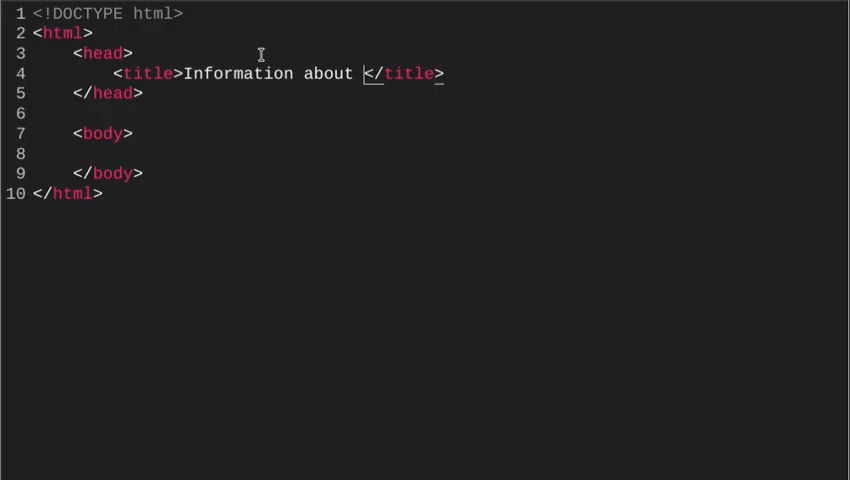 1 <!DOCTYPE html>
2 <html>
3     <head>
4         <title>Information about </title>
5     </head>
6
7     <body>
8
9     </body>
10 </html>